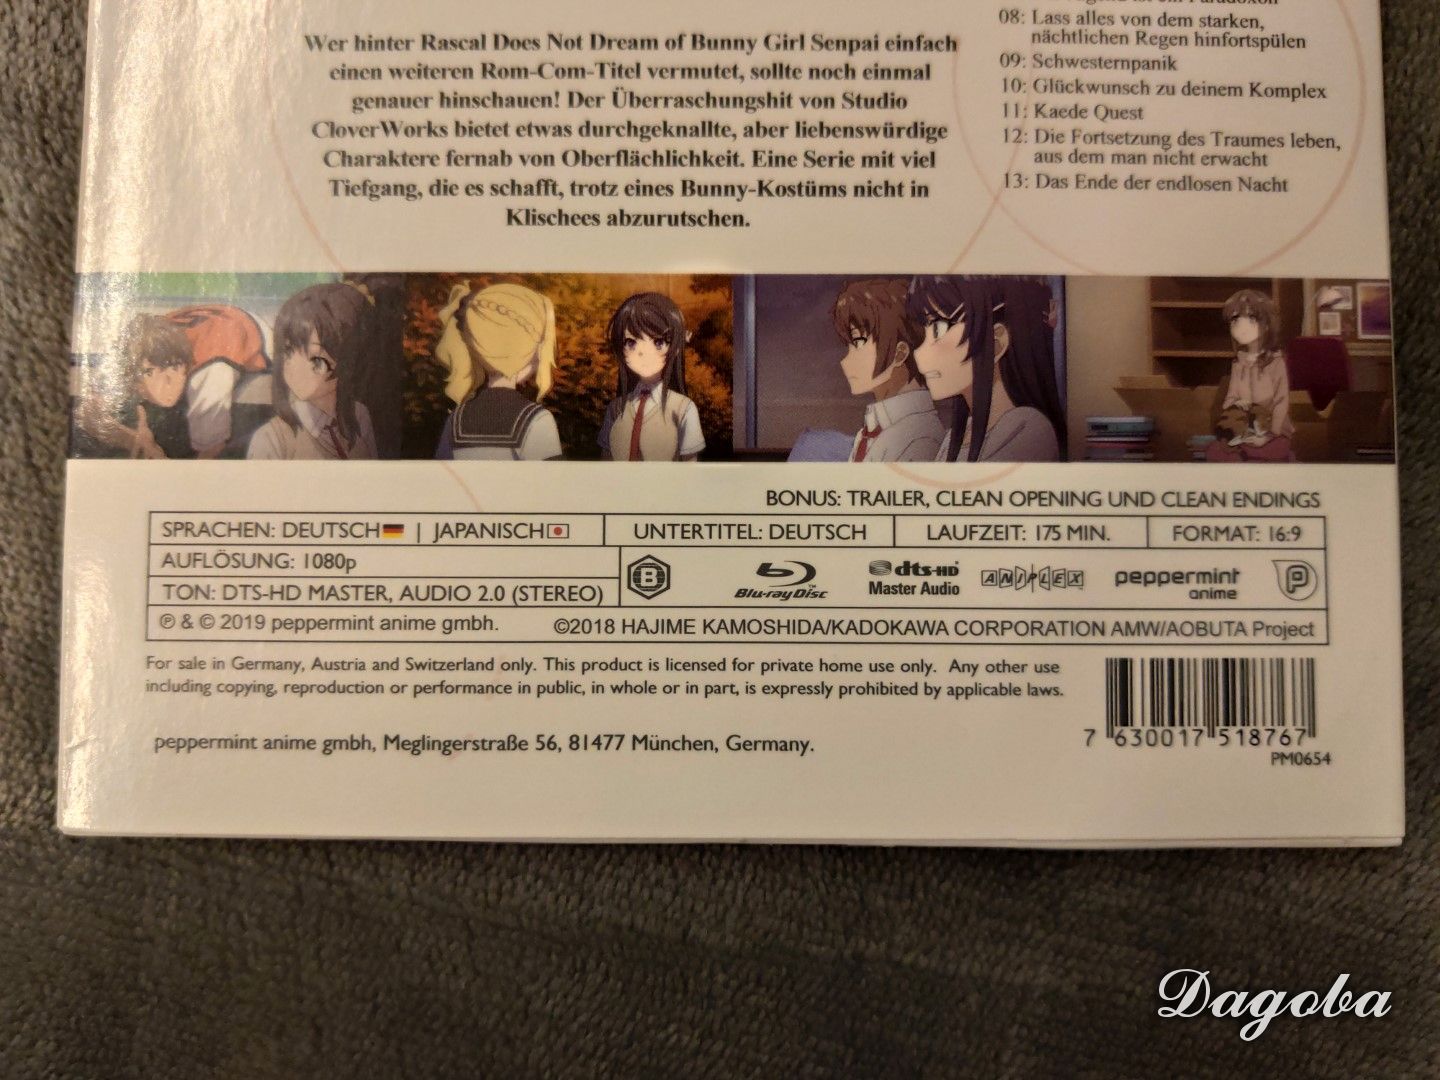 Wer hinter Rascal Does Not Dream of Bunny Girl Senpai einfach
einen weiteren Rom-Com-Titel vermutet, sollte noch einmal
genauer hinschauen! Der Überraschungshit von Studio
CloverWorks bietet etwas durchgeknallte, aber liebenswürdige
Charaktere fernab von Oberflächlichkeit. Eine Serie mit viel
Tiefgang, die es schafft, trotz eines Bunny-Kostüms nicht in
Klischees abzurutschen.
08: Lass alles von dem starken,
nächtlichen Regen hinfortspülen
09: Schwesternpanik
10: Glückwunsch zu deinem Komplex
11: Kaede Quest
12: Die Fortsetzung des Traumes leben,
aus dem man nicht erwacht
13: Das Ende der endlosen Nacht
BONUS: TRAILER, CLEAN OPENING UND CLEAN ENDINGS
SPRACHEN: DEUTSCH | JAPANISCH
UNTERTITEL: DEUTSCH
LAUFZEIT: 175 MIN.
FORMAT: 16:9
AUFLÖSUNG: 1080p
TON: DTS-HD MASTER, AUDIO 2.0 (STEREO)
B
Blu-ray Disc™
dts-HD
Master Audio
ANIPLEX
peppermint
anime
P
℗ & © 2019 peppermint anime gmbh.
©2018 HAJIME KAMOSHIDA/KADOKAWA CORPORATION AMW/AOBUTA Project
For sale in Germany, Austria and Switzerland only. This product is licensed for private home use only. Any other use
including copying, reproduction or performance in public, in whole or in part, is expressly prohibited by applicable laws.
peppermint anime gmbh, Meglingerstraße 56, 81477 München, Germany.
7 630017 518767
PM0654
Dagoba